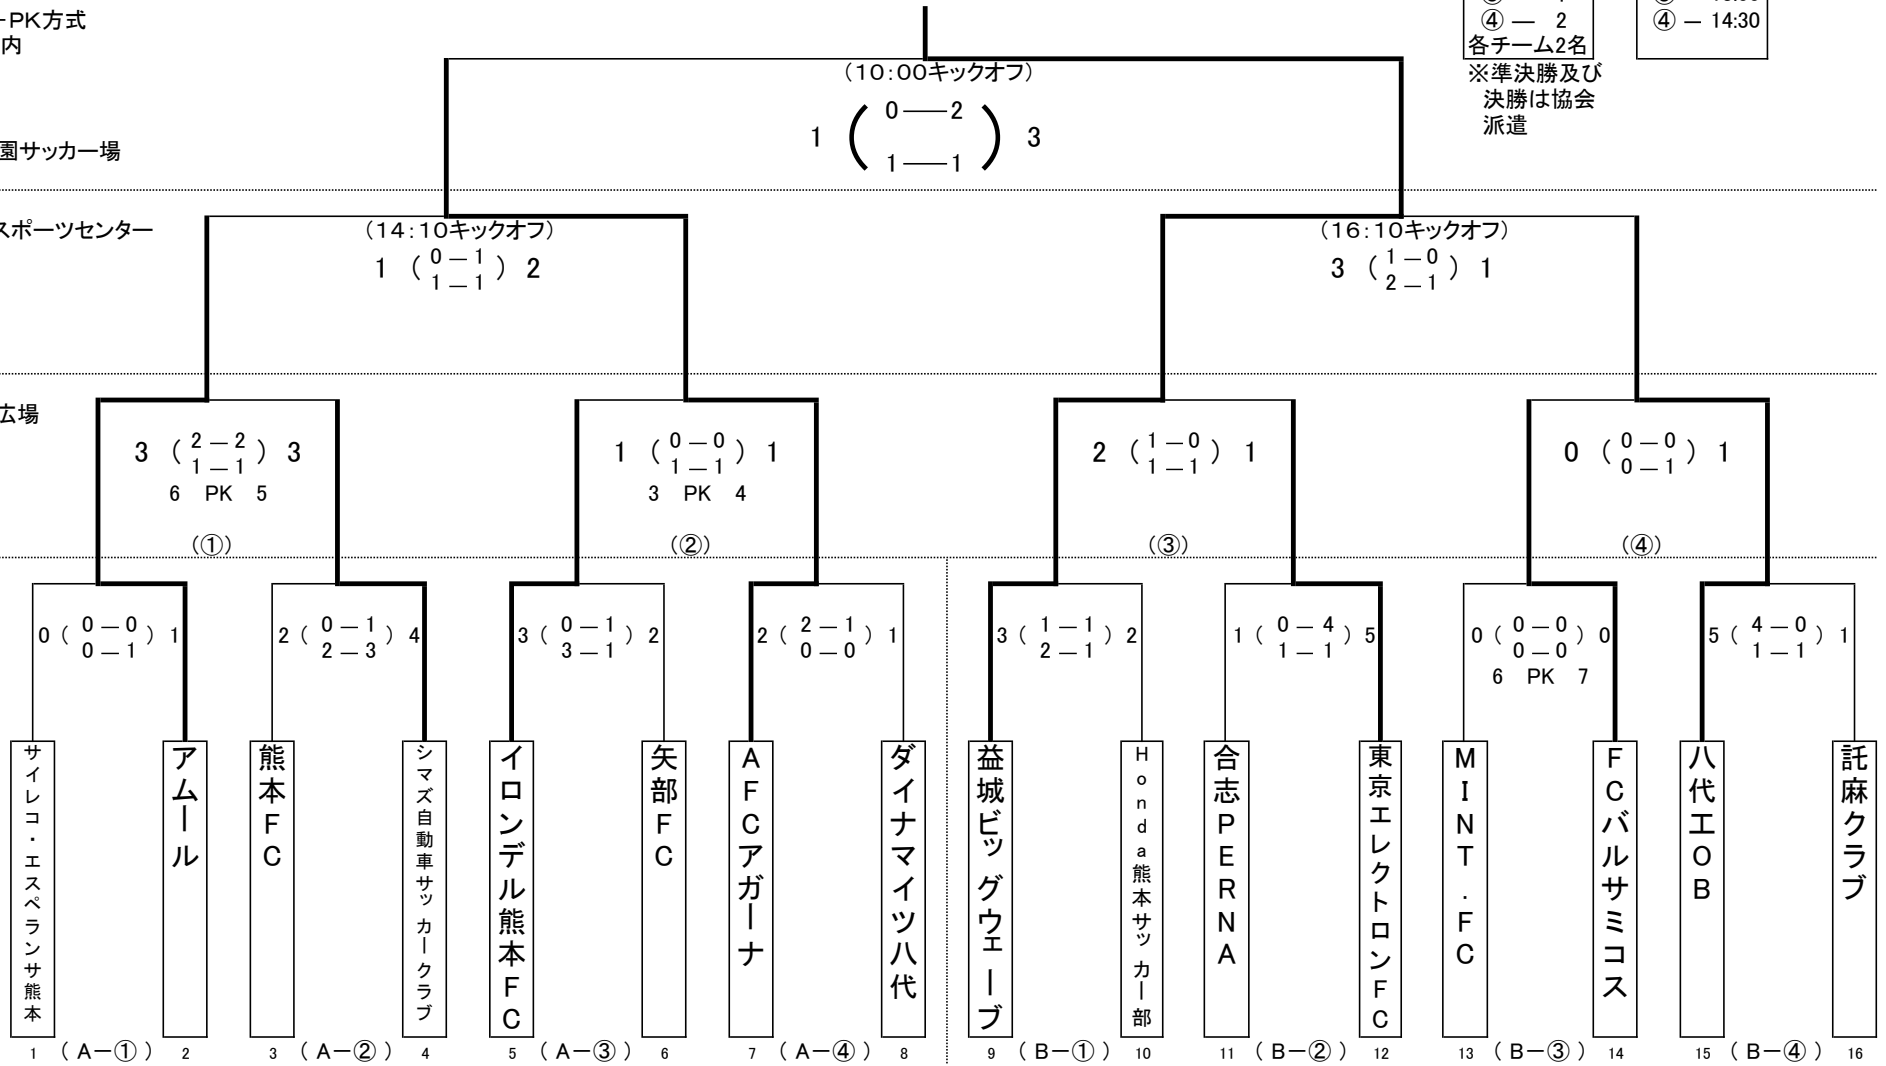 -PK方式
内
④ ― 2
④ ― 14:30
各チーム2名
※準決勝及び
決勝は協会
派遣
(10:00キックオフ)
0 ― 2
1 ( ) 3
1 ― 1
園サッカー場
スポーツセンター
(14:10キックオフ)
0 ― 1
1 ( ) 2
1 ― 1
(16:10キックオフ)
1 ― 0
3 ( ) 1
2 ― 1
広場
2 ― 2
3 ( ) 3
1 ― 1
6 PK 5
(①)
0 ― 0
1 ( ) 1
1 ― 1
3 PK 4
(②)
1 ― 0
2 ( ) 1
1 ― 1
(③)
0 ― 0
0 ( ) 1
0 ― 1
(④)
0 ― 0
0 ( ) 1
0 ― 1
0 ― 1
2 ( ) 4
2 ― 3
0 ― 1
3 ( ) 2
3 ― 1
2 ― 1
2 ( ) 1
0 ― 0
1 ― 1
3 ( ) 2
2 ― 1
0 ― 4
1 ( ) 5
1 ― 1
0 ― 0
0 ( ) 0
0 ― 0
6 PK 7
4 ― 0
5 ( ) 1
1 ― 1
サイレコ・エスペランサ熊本
アムール
熊本FC
シマズ自動車サッカークラブ
イロンデル熊本FC
矢部FC
AFCアガーナ
ダイナマイツ八代
益城ビッグウェーブ
Honda熊本サッカー部
合志PERNA
東京エレクトロンFC
MINT.FC
FCバルサミコス
八代工OB
託麻クラブ
1 (A－①) 2 3 (A－②) 4 5 (A－③) 6 7 (A－④) 8 9 (B－①) 10 11 (B－②) 12 13 (B－③) 14 15 (B－④) 16